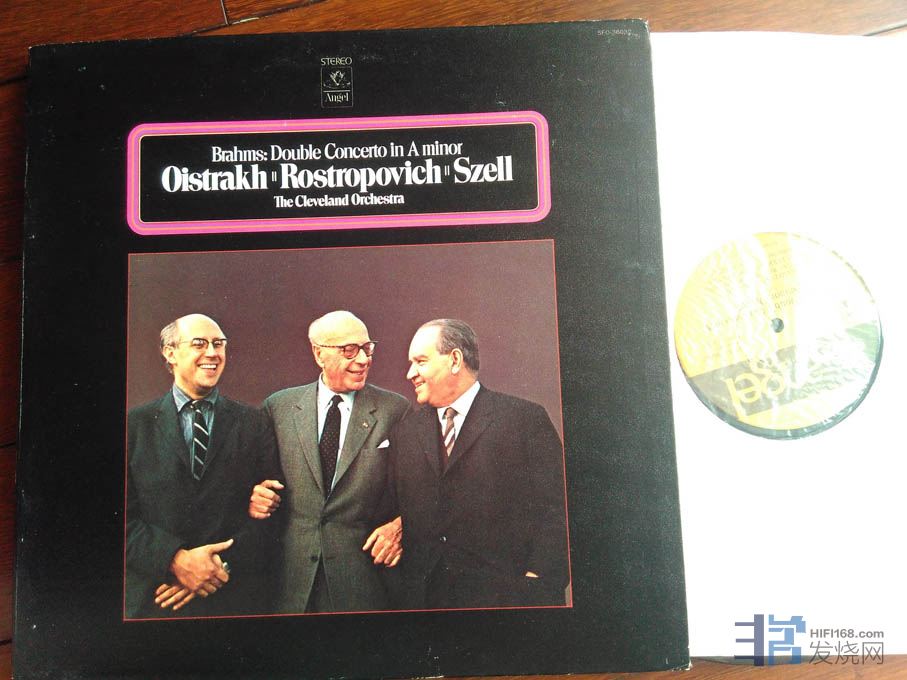 SFO-36032
STEREO
Angel
Brahms: Double Concerto in A minor
Oistrakh " Rostropovich " Szell
The Cleveland Orchestra
HIFI168.com
发烧网